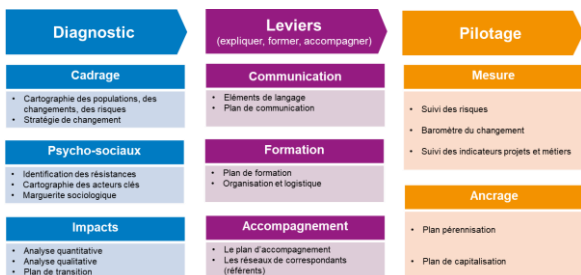 Diagnostic
Cadrage
• Cartographie des populations, des
changements, des risques
• Stratégie de changement
Psycho-sociaux
• Identification des résistances
• Cartographie des acteurs clés
• Marguerite sociologique
Impacts
• Analyse quantitative
• Analyse qualitative
• Plan de transition
Leviers
(expliquer, former, accompagner)
Communication
• Eléments de langage
• Plan de communication
Formation
• Plan de formation
• Organisation et logistique
Accompagnement
• Le plan d'accompagnement
• Les réseaux de correspondants
(référents)
Pilotage
Mesure
• Suivi des risques
• Baromètre du changement
• Suivi des indicateurs projets et métiers
Ancrage
• Plan pérennisation
• Plan de capitalisation